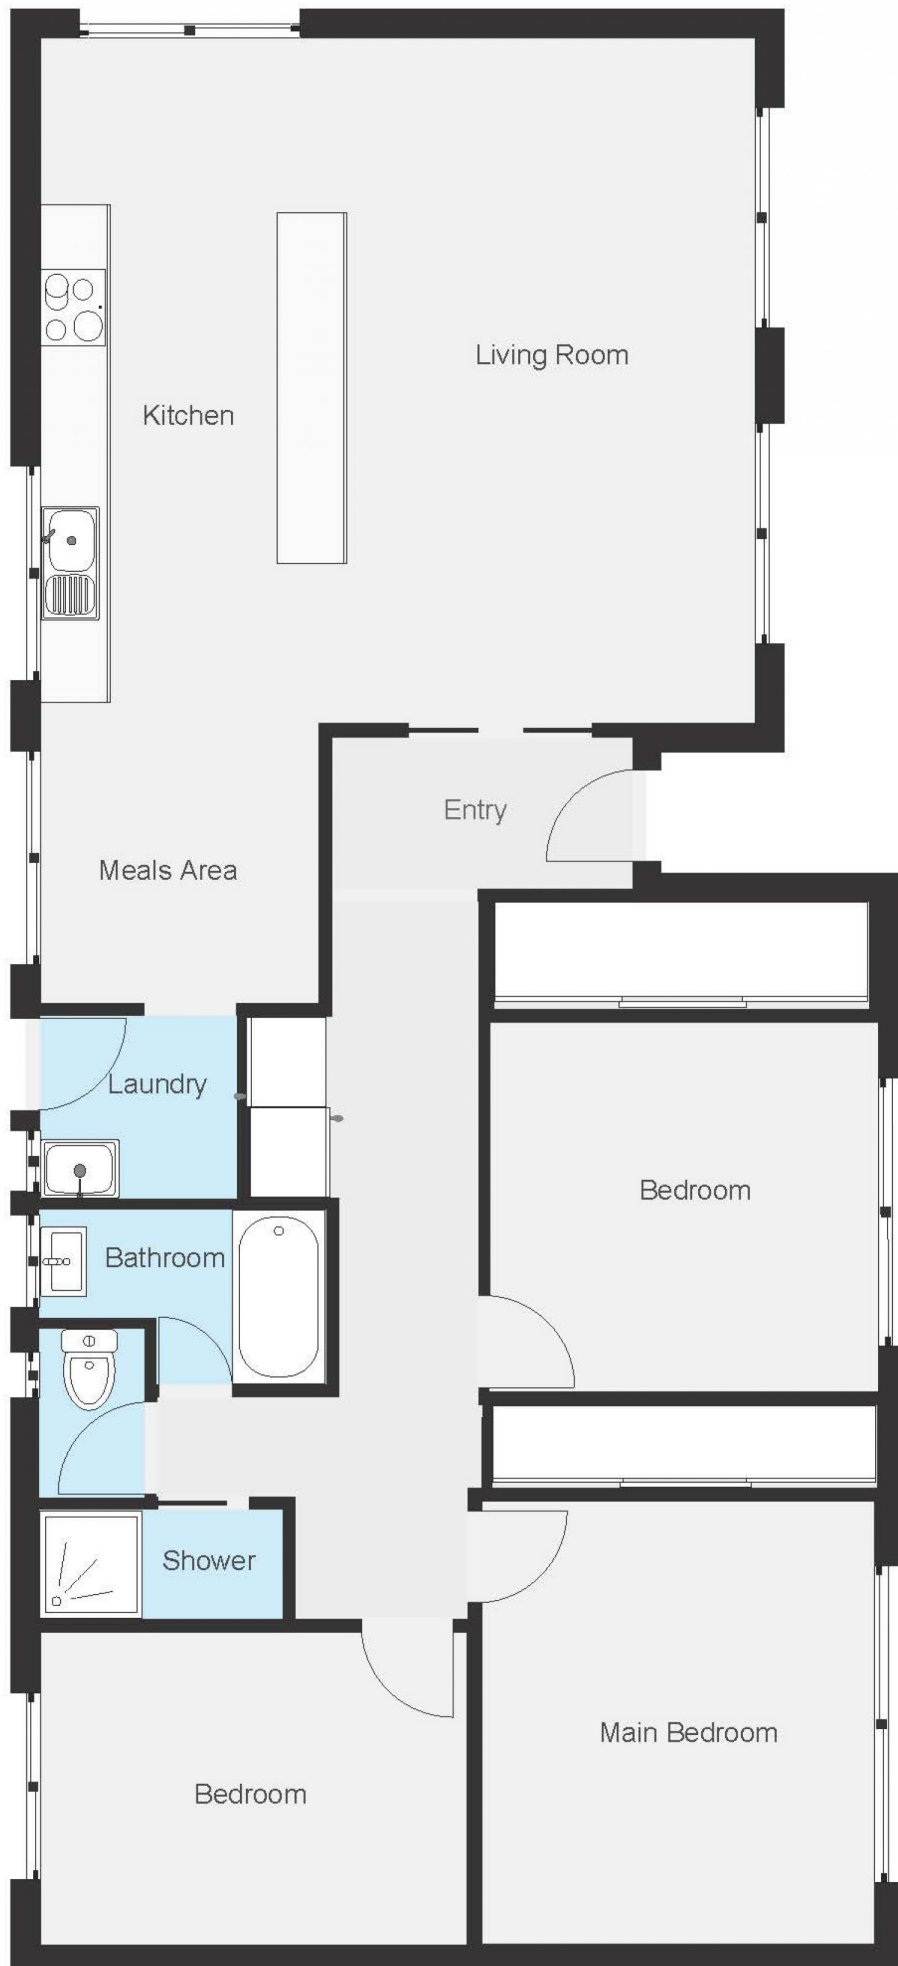 Living Room
Kitchen
Entry
Meals Area
Laundry
Bedroom
Bathroom
Shower
Main Bedroom
Bedroom